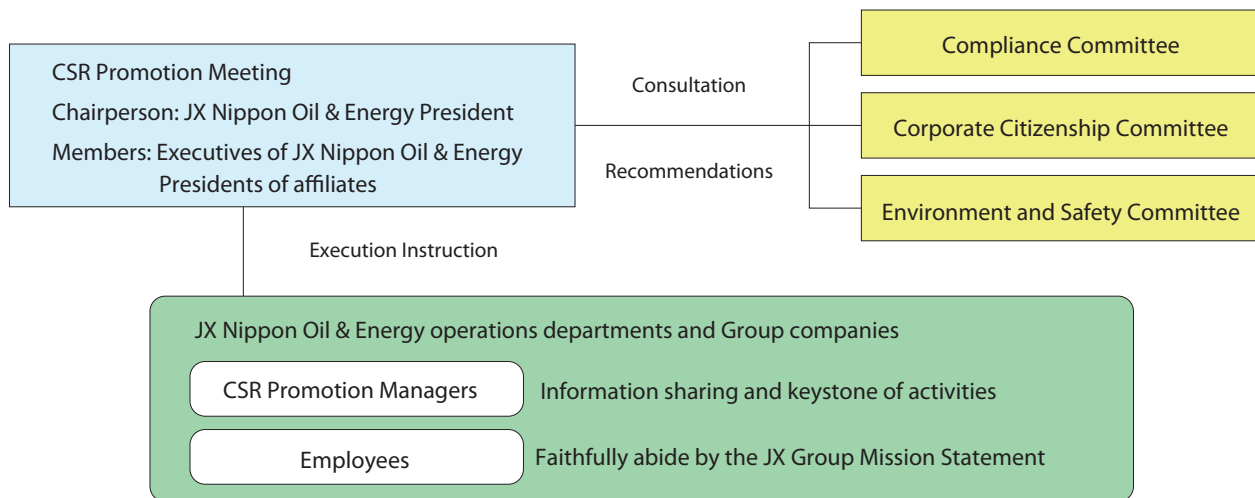 CSR Promotion Meeting
Chairperson: JX Nippon Oil & Energy President
Members: Executives of JX Nippon Oil & Energy
Presidents of affiliates
Consultation
Recommendations
Compliance Committee
Corporate Citizenship Committee
Environment and Safety Committee
Execution Instruction
JX Nippon Oil & Energy operations departments and Group companies
CSR Promotion Managers
Information sharing and keystone of activities
Employees
Faithfully abide by the JX Group Mission Statement